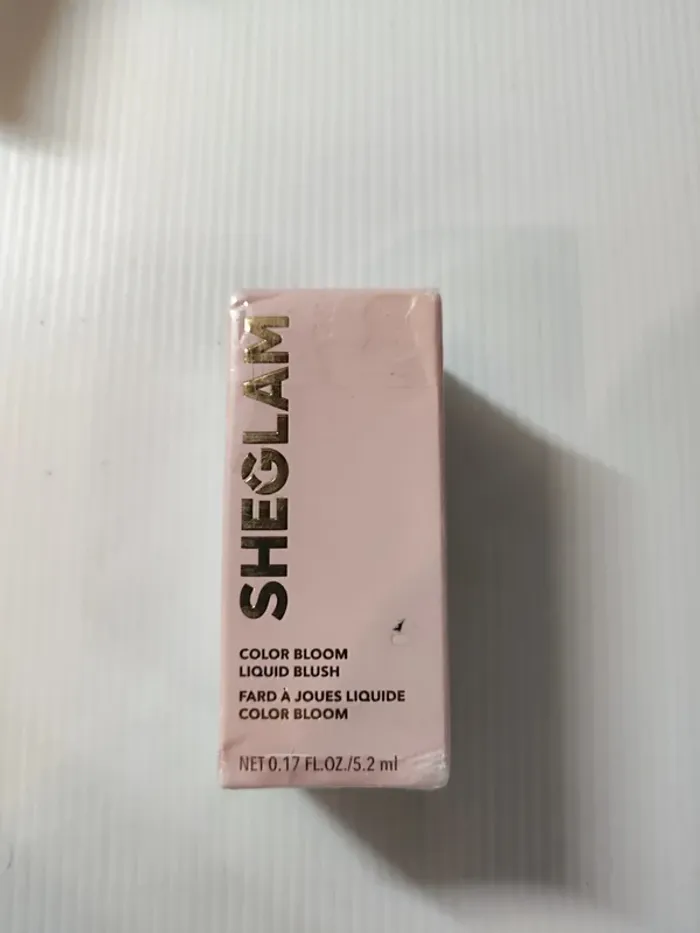 SHEGLAM
COLOR BLOOM
LIQUID BLUSH
FARD À JOUES LIQUIDE
COLOR BLOOM
NET 0.17 FL.OZ./5.2 ml